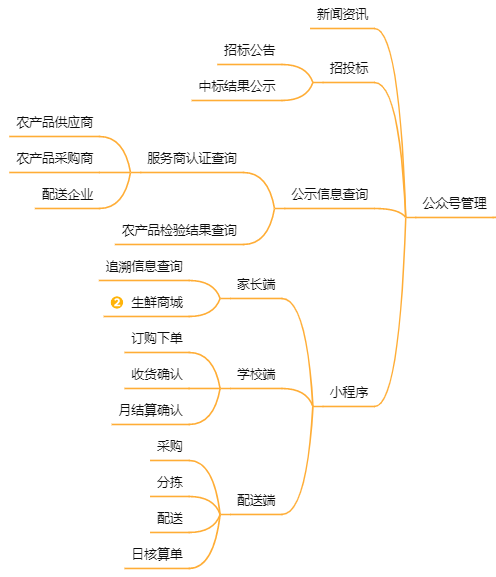 新闻资讯
招标公告
招投标
中标结果公示
农产品供应商
农产品采购商
服务商认证查询
配送企业
公示信息查询
公众号管理
农产品检验结果查询
追溯信息查询
家长端
2 生鲜商城
订购下单
收货确认
学校端
小程序
月结算确认
采购
分拣
配送端
配送
日核算单